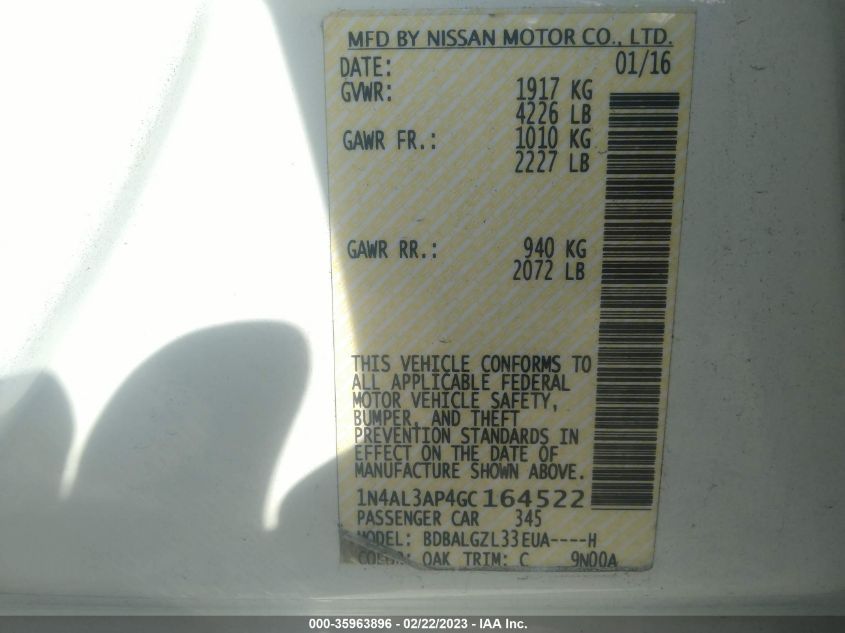 MFD BY NISSAN MOTOR CO., LTD.
DATE: 01/16
GVWR: 1917 KG
4226 LB
GAWR FR.: 1010 KG
2227 LB
GAWR RR.: 940 KG
2072 LB
THIS VEHICLE CONFORMS TO
ALL APPLICABLE FEDERAL
MOTOR VEHICLE SAFETY,
BUMPER, AND THEFT
PREVENTION STANDARDS IN
EFFECT ON THE DATE OF
MANUFACTURE SHOWN ABOVE.
1N4AL3AP4GC164522
PASSENGER CAR 345
MODEL: BDBALGZL33EUA----H
COLOR: QAK TRIM: C 9N00A
000-35963896 - 02/22/2023 - IAA Inc.